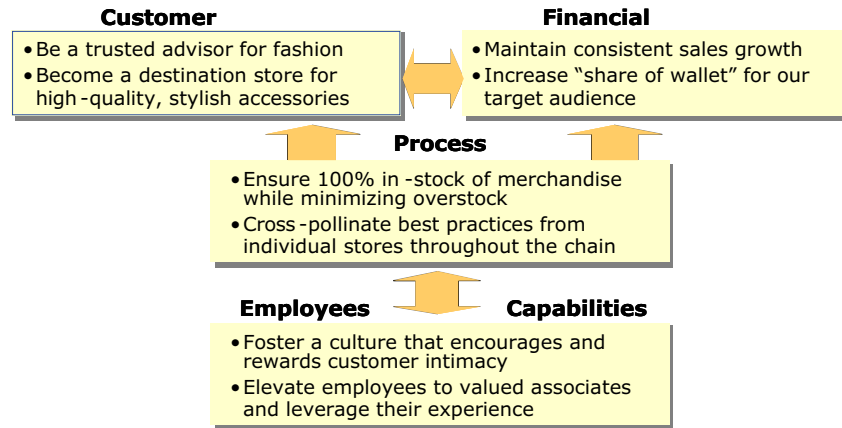 Customer
• Be a trusted advisor for fashion
• Become a destination store for
high-quality, stylish accessories
Financial
• Maintain consistent sales growth
• Increase “share of wallet” for our
target audience
Process
• Ensure 100% in-stock of merchandise
while minimizing overstock
• Cross-pollinate best practices from
individual stores throughout the chain
Employees Capabilities
• Foster a culture that encourages and
rewards customer intimacy
• Elevate employees to valued associates
and leverage their experience